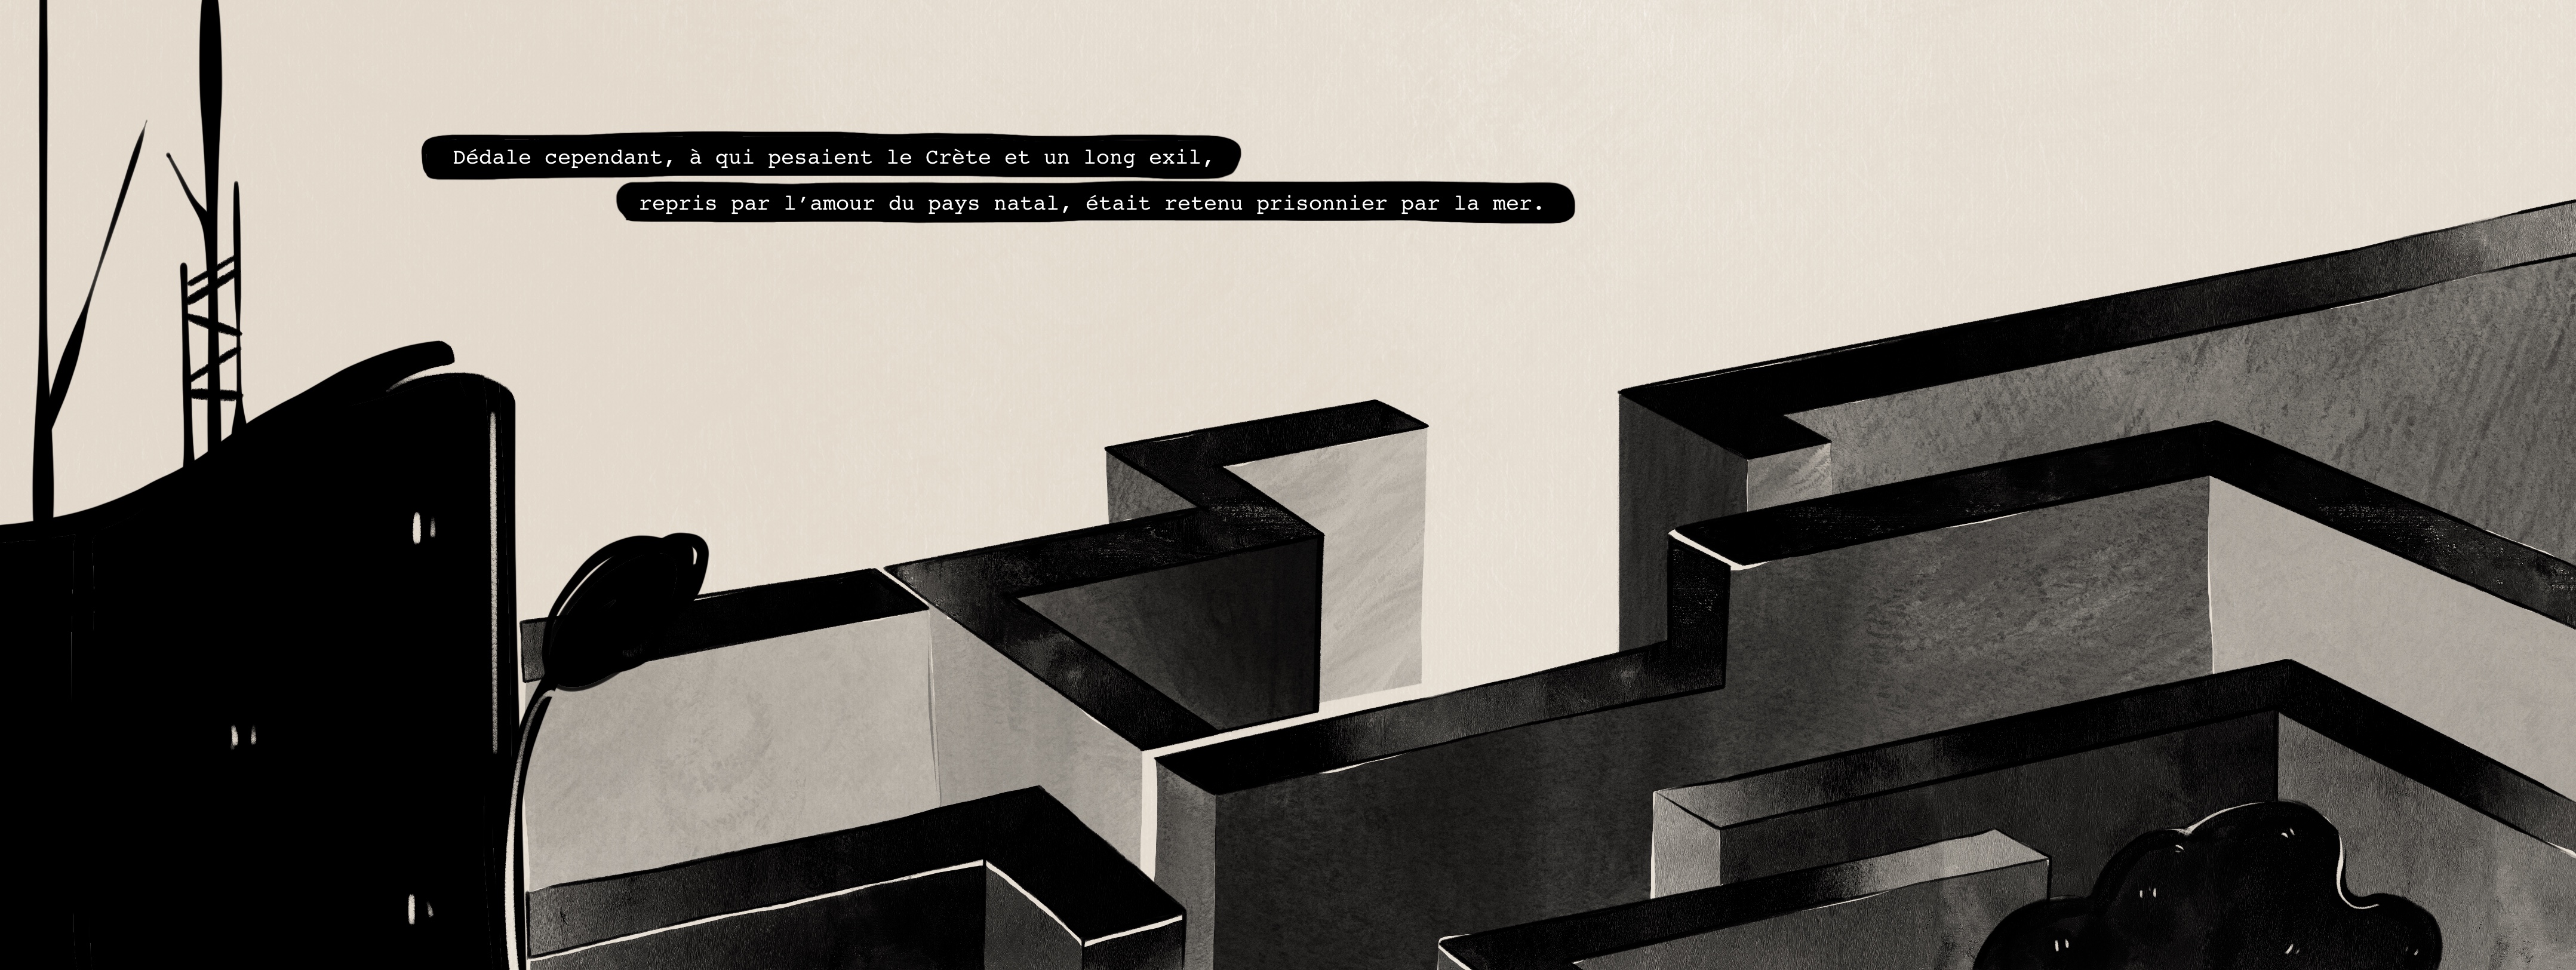 Dédale cependant, à qui pesaient le Crète et un long exil,
repris par l’amour du pays natal, était retenu prisonnier par la mer.